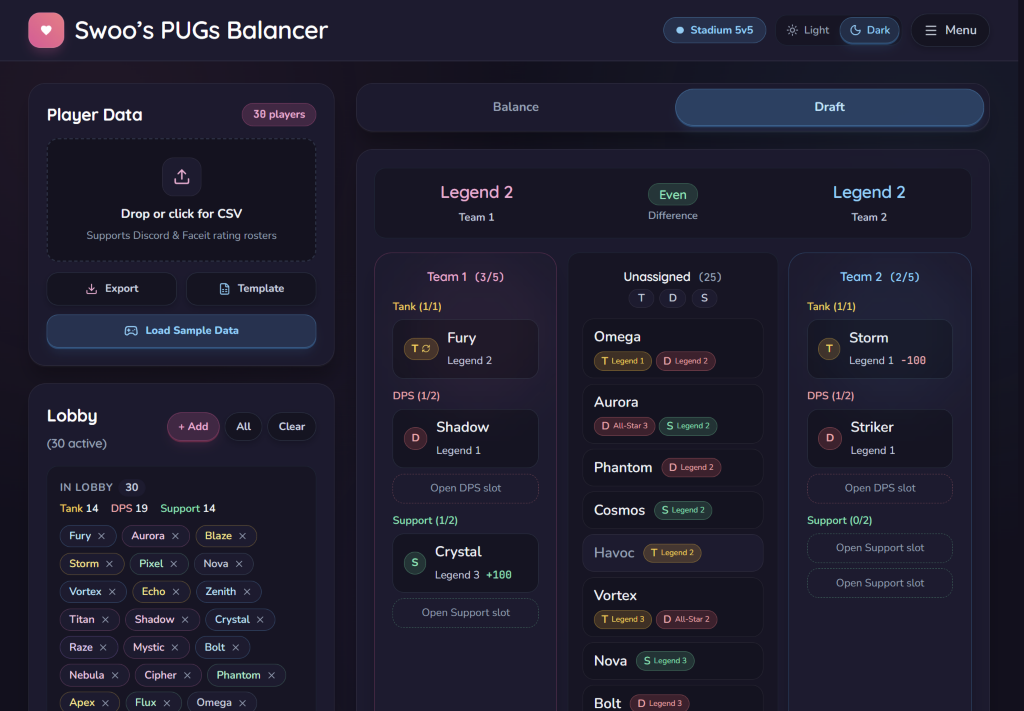 Swoo's PUGs Balancer
Stadium 5v5
Light
Dark
Menu
Player Data
30 players
Drop or click for CSV
Supports Discord & Faceit rating rosters
Export
Template
Load Sample Data
Lobby
(30 active)
+ Add
All
Clear
IN LOBBY 30
Tank 14 DPS 19 Support 14
Fury × Aurora × Blaze ×
Storm × Pixel × Nova ×
Vortex × Echo × Zenith ×
Titan × Shadow × Crystal ×
Raze × Mystic × Bolt ×
Nebula × Cipher × Phantom ×
Apex × Flux × Omega ×
Balance
Draft
Legend 2
Team 1
Even
Difference
Legend 2
Team 2
Team 1 (3/5)
Tank (1/1)
T Fury
Legend 2
DPS (1/2)
D Shadow
Legend 1
Open DPS slot
Support (1/2)
S Crystal
Legend 3 +100
Open Support slot
Unassigned (25)
T D S
Omega
T Legend 1 D Legend 2
Aurora
D All-Star 3 S Legend 2
Phantom D Legend 2
Cosmos S Legend 2
Havoc T Legend 2
Vortex
T Legend 3 D All-Star 2
Nova S Legend 3
Bolt D Legend 3
Team 2 (2/5)
Tank (1/1)
T Storm
Legend 1 -100
DPS (1/2)
D Striker
Legend 1
Open DPS slot
Support (0/2)
Open Support slot
Open Support slot